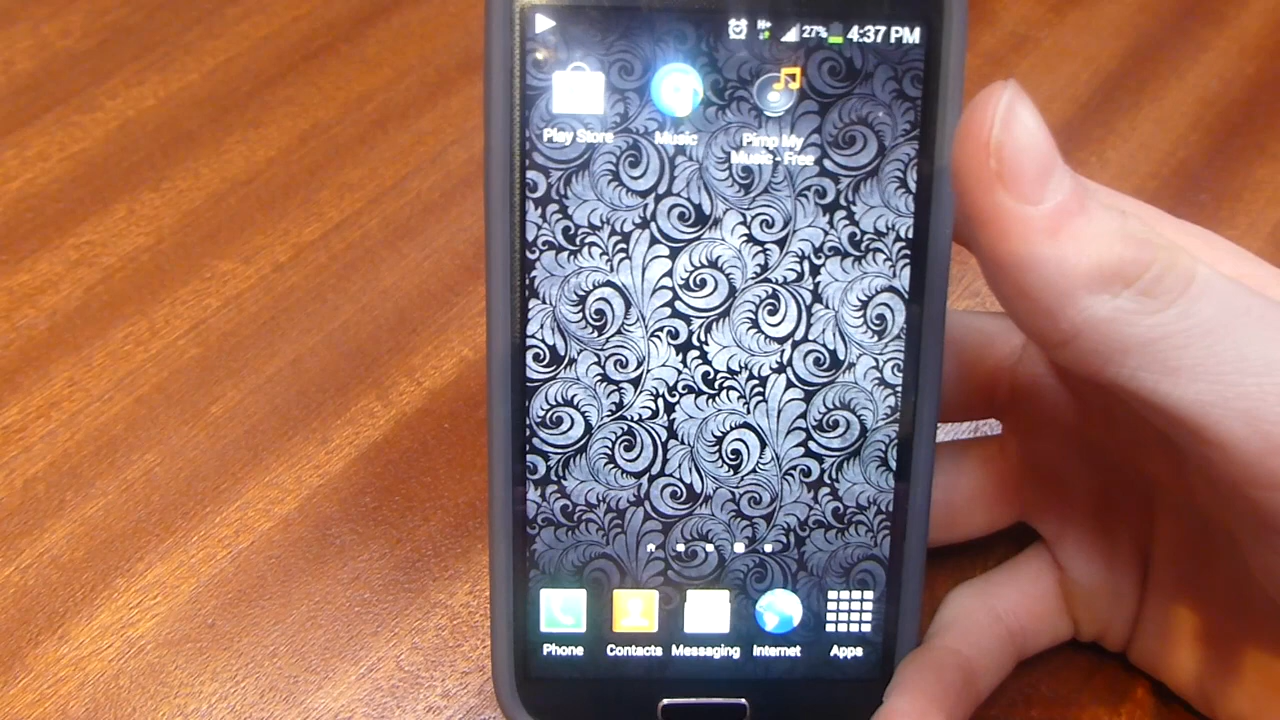 H+ 27% 4:37 PM
Play Store
Music
Pimp My
Music - Free
Phone
Contacts
Messaging
Internet
Apps